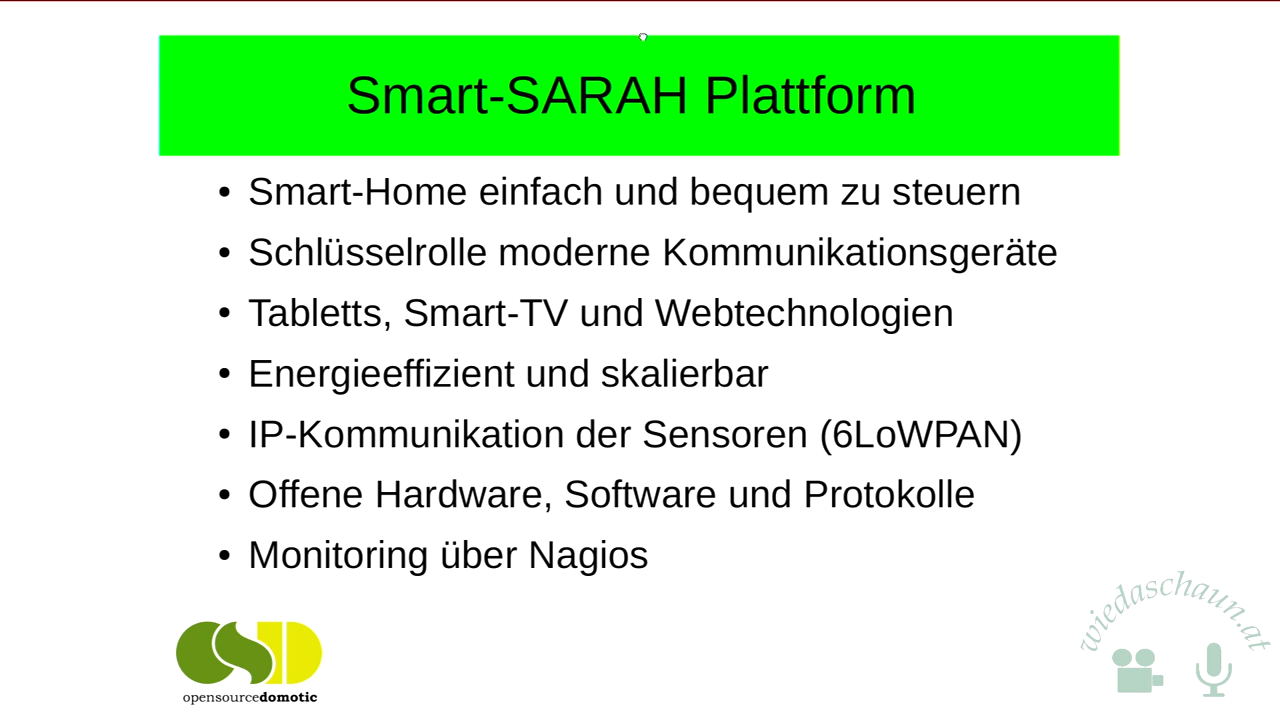 Smart-SARAH Plattform
• Smart-Home einfach und bequem zu steuern
• Schlüsselrolle moderne Kommunikationsgeräte
• Tabletts, Smart-TV und Webtechnologien
• Energieeffizient und skalierbar
• IP-Kommunikation der Sensoren (6LoWPAN)
• Offene Hardware, Software und Protokolle
• Monitoring über Nagios
wiedaschaun.at
OSD
opensourcedomotic